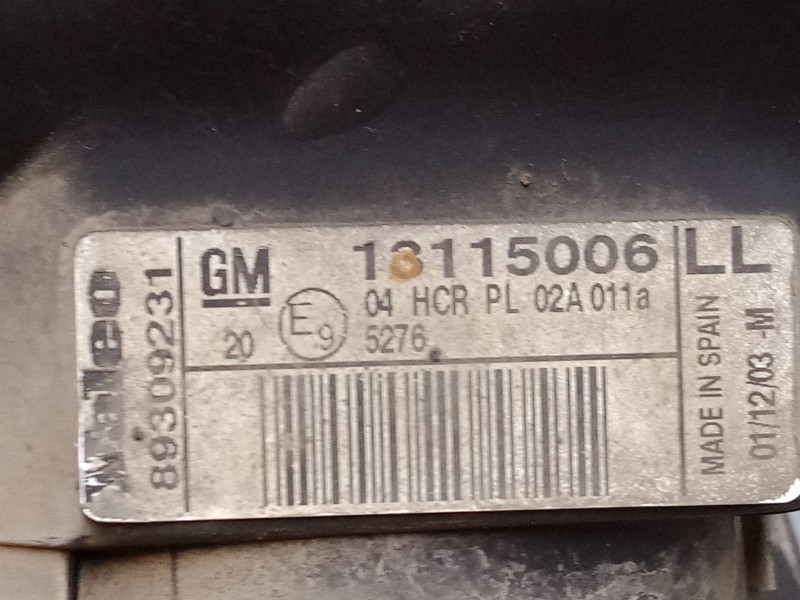 Valeo
89309231
GM
13115006
LL
20
E9
04 HCR PL 02A 011a
5276
MADE IN SPAIN
01/12/03 -M